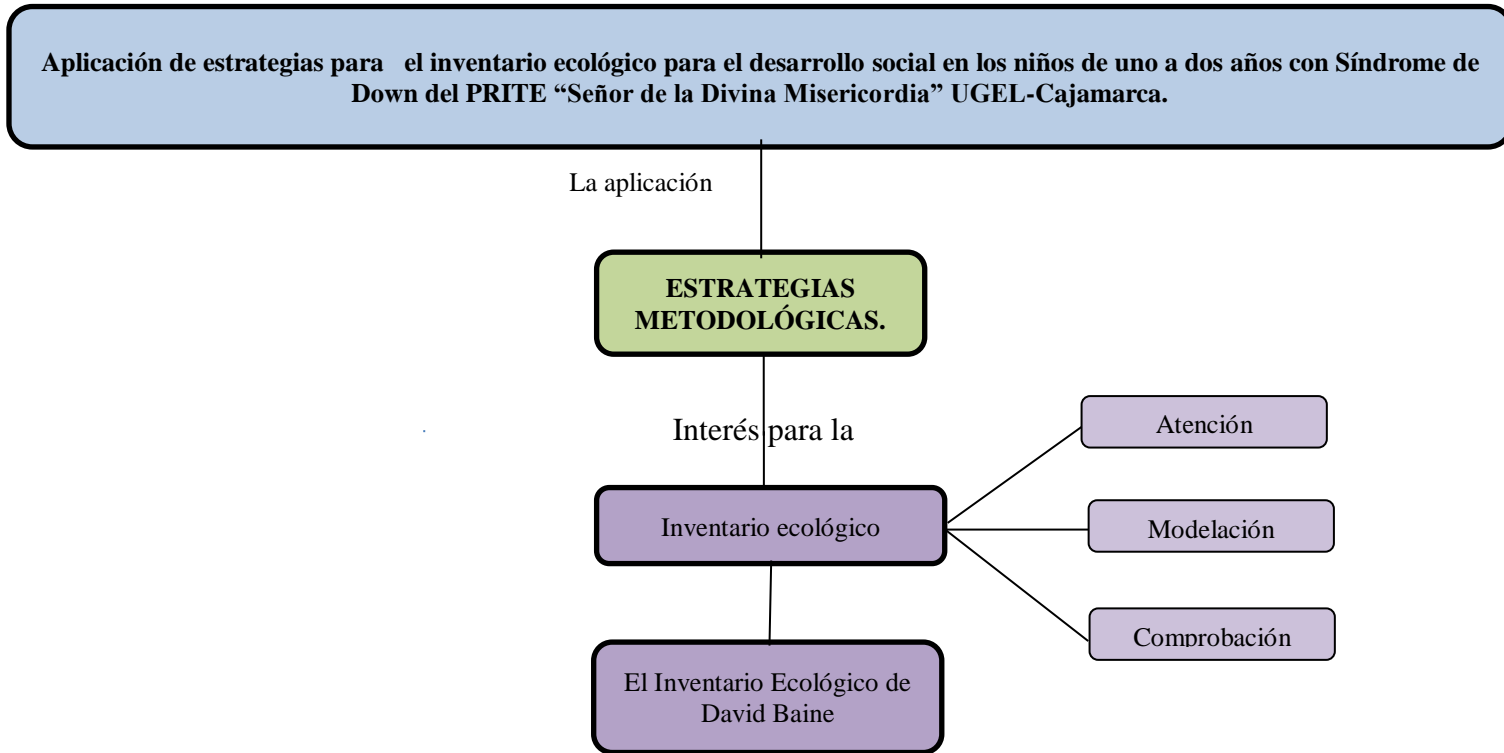 Aplicación de estrategias para el inventario ecológico para el desarrollo social en los niños de uno a dos años con Síndrome de
Down del PRITE “Señor de la Divina Misericordia” UGEL-Cajamarca.
La aplicación
ESTRATEGIAS
METODOLÓGICAS.
Interés para la
Inventario ecológico
Atención
Modelación
Comprobación
El Inventario Ecológico de
David Baine